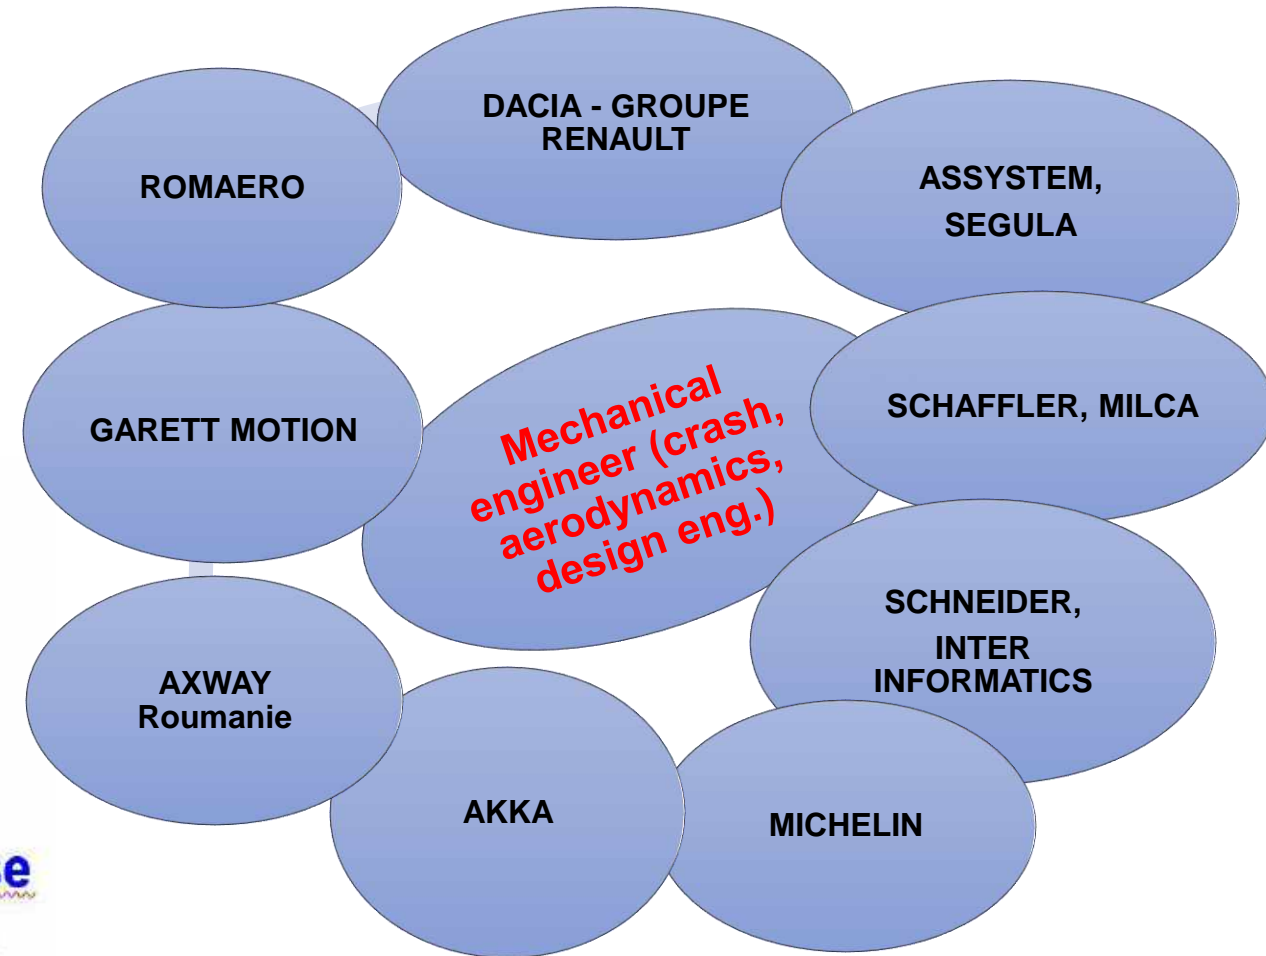 DACIA - GROUPE
RENAULT
ROMAERO
ASSYSTEM,
SEGULA
GARETT MOTION
Mechanical
engineer (crash,
aerodynamics,
design eng.)
SCHAFFLER, MILCA
SCHNEIDER,
INTER
INFORMATICS
AXWAY
Roumanie
AKKA
MICHELIN